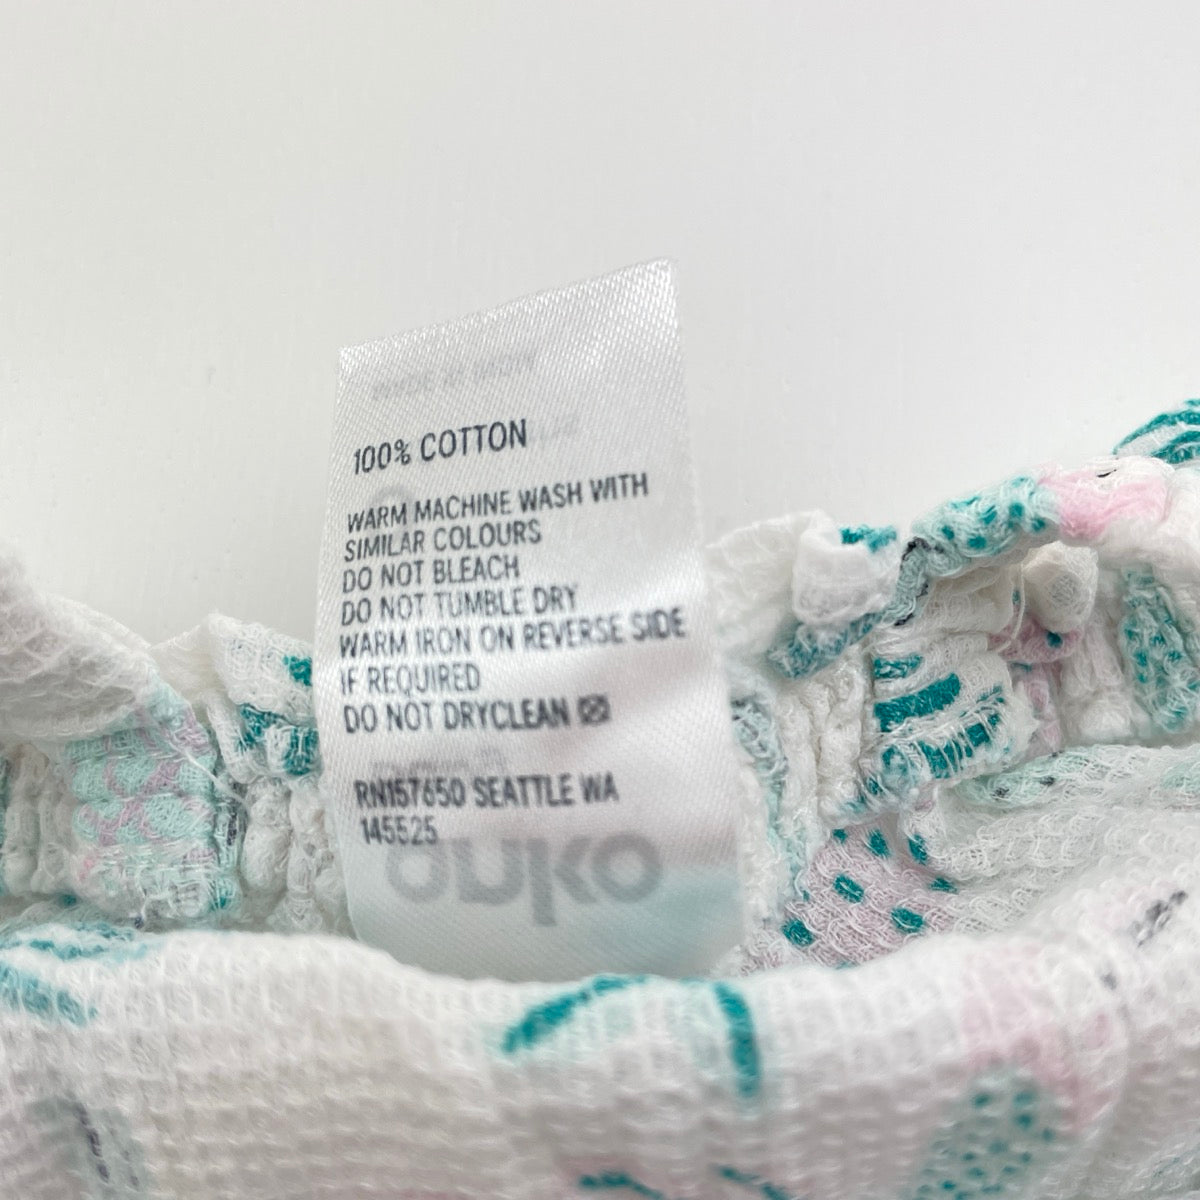 100% COTTON
WARM MACHINE WASH WITH
SIMILAR COLOURS
DO NOT BLEACH
DO NOT TUMBLE DRY
WARM IRON ON REVERSE SIDE
IF REQUIRED
DO NOT DRYCLEAN
RN157650 SEATTLE WA
145525